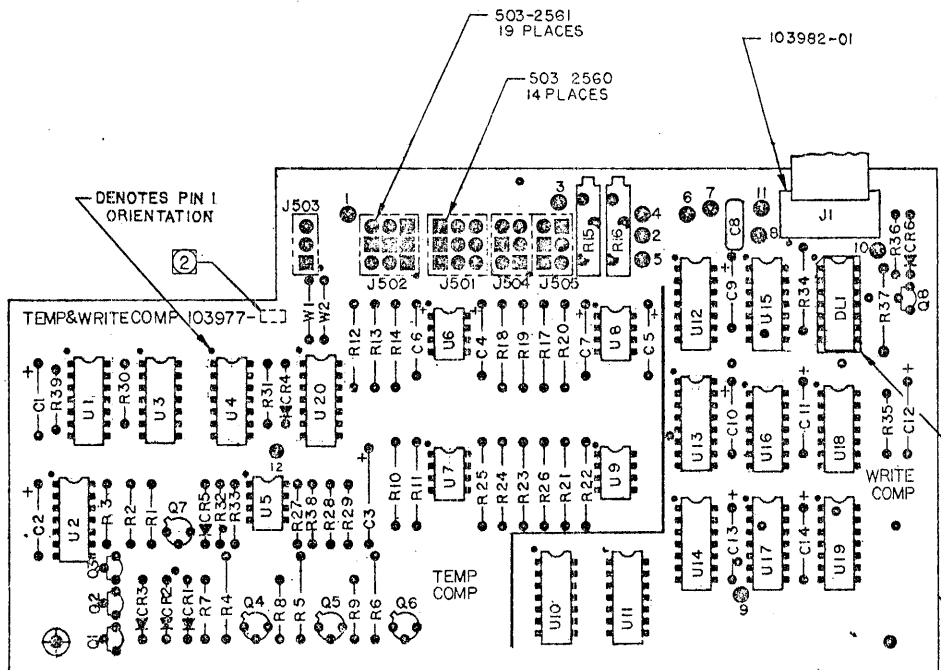 503-2561
19 PLACES
103982-01
503 2560
14 PLACES
DENOTES PIN 1
ORIENTATION
2
J503
1
3
4
2
5
6
7
11
8
10
J1
C8
R15
R16
R36
CR6
Q8
R37
J502
J501
J504
J505
TEMP&WRITE COMP 103977-
W1
W2
R12
R13
R14
C6
U6
C4
R18
R19
R17
R20
C7
U8
C5
U12
C9
U15
R34
DL1
C1
R39
U1
R30
U3
U4
R31
CR4
U20
U13
C10
U16
C11
U18
R35
C12
12
R10
R11
U7
R25
R24
R23
R26
R21
R22
U9
WRITE
COMP
C2
U2
R3
R2
R1
Q7
CR5
R32
R33
U5
R27
R38
R28
R29
C3
U14
C13
U17
C14
U19
Q3
Q2
Q1
CR3
CR2
CR1
R7
R4
Q4
R8
R5
Q5
R9
R6
Q6
TEMP
COMP
U10
U11
9